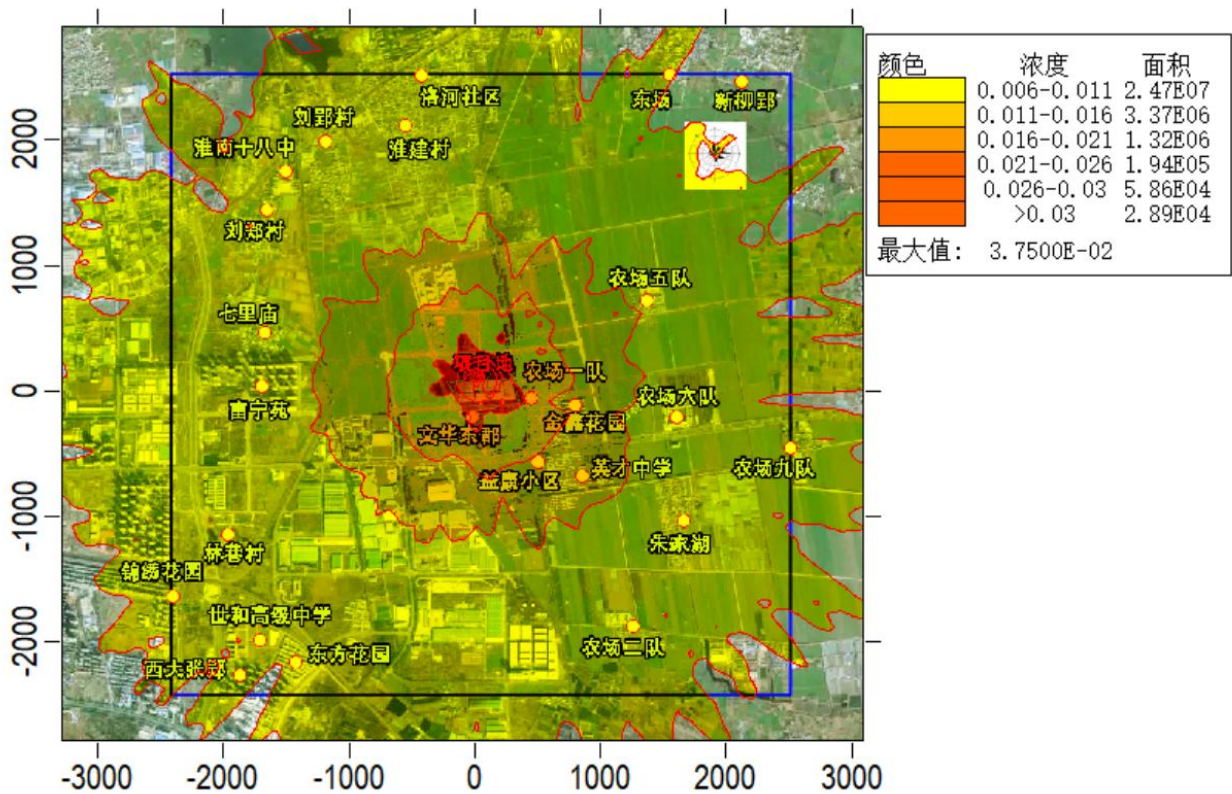 颜色 浓度 面积
0.006-0.011 2.47E07
0.011-0.016 3.37E06
0.016-0.021 1.32E06
0.021-0.026 1.94E05
0.026-0.03 5.86E04
>0.03 2.89E04
最大值: 3.7500E-02
2000
1000
0
-1000
-2000
洛河社区
东场
新柳郢
刘郢村
淮建村
淮南十八中
刘郑村
农场五队
七里庙
农场一队
富宁苑
农场六队
金鑫花园
文华东郡
益康小区
英才中学
农场九队
朱家湖
林巷村
锦绣花园
世和高级中学
东方花园
农场二队
西大张郢
-3000 -2000 -1000 0 1000 2000 3000